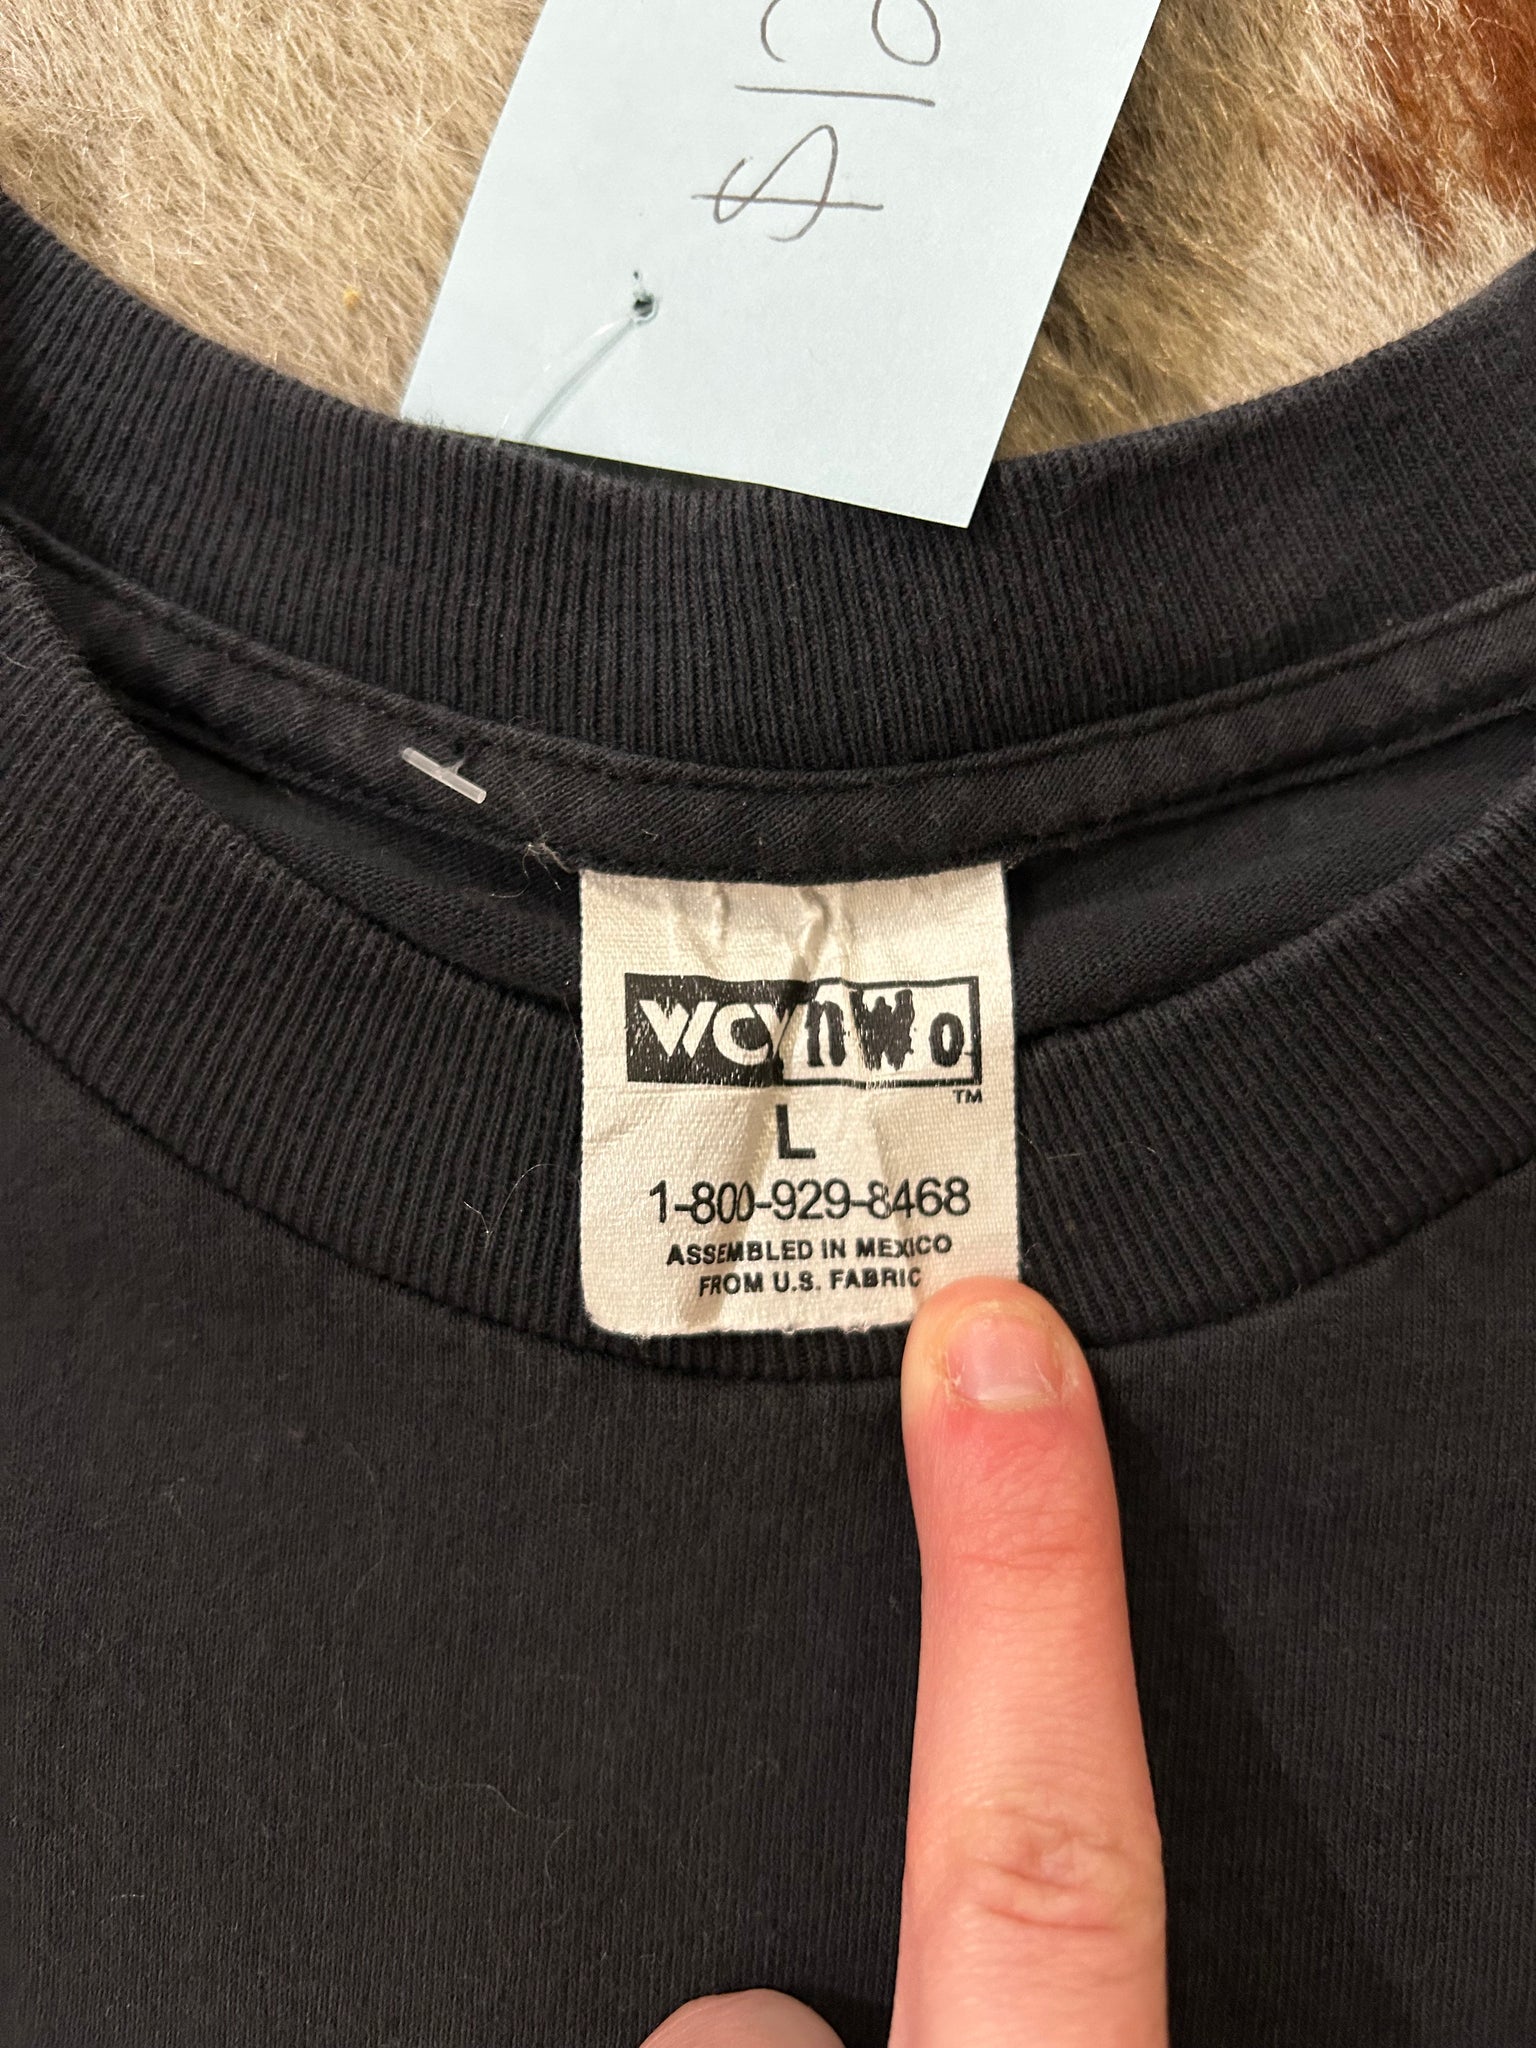 WCW nWo
TM
L
1-800-929-8468
ASSEMBLED IN MEXICO
FROM U.S. FABRIC